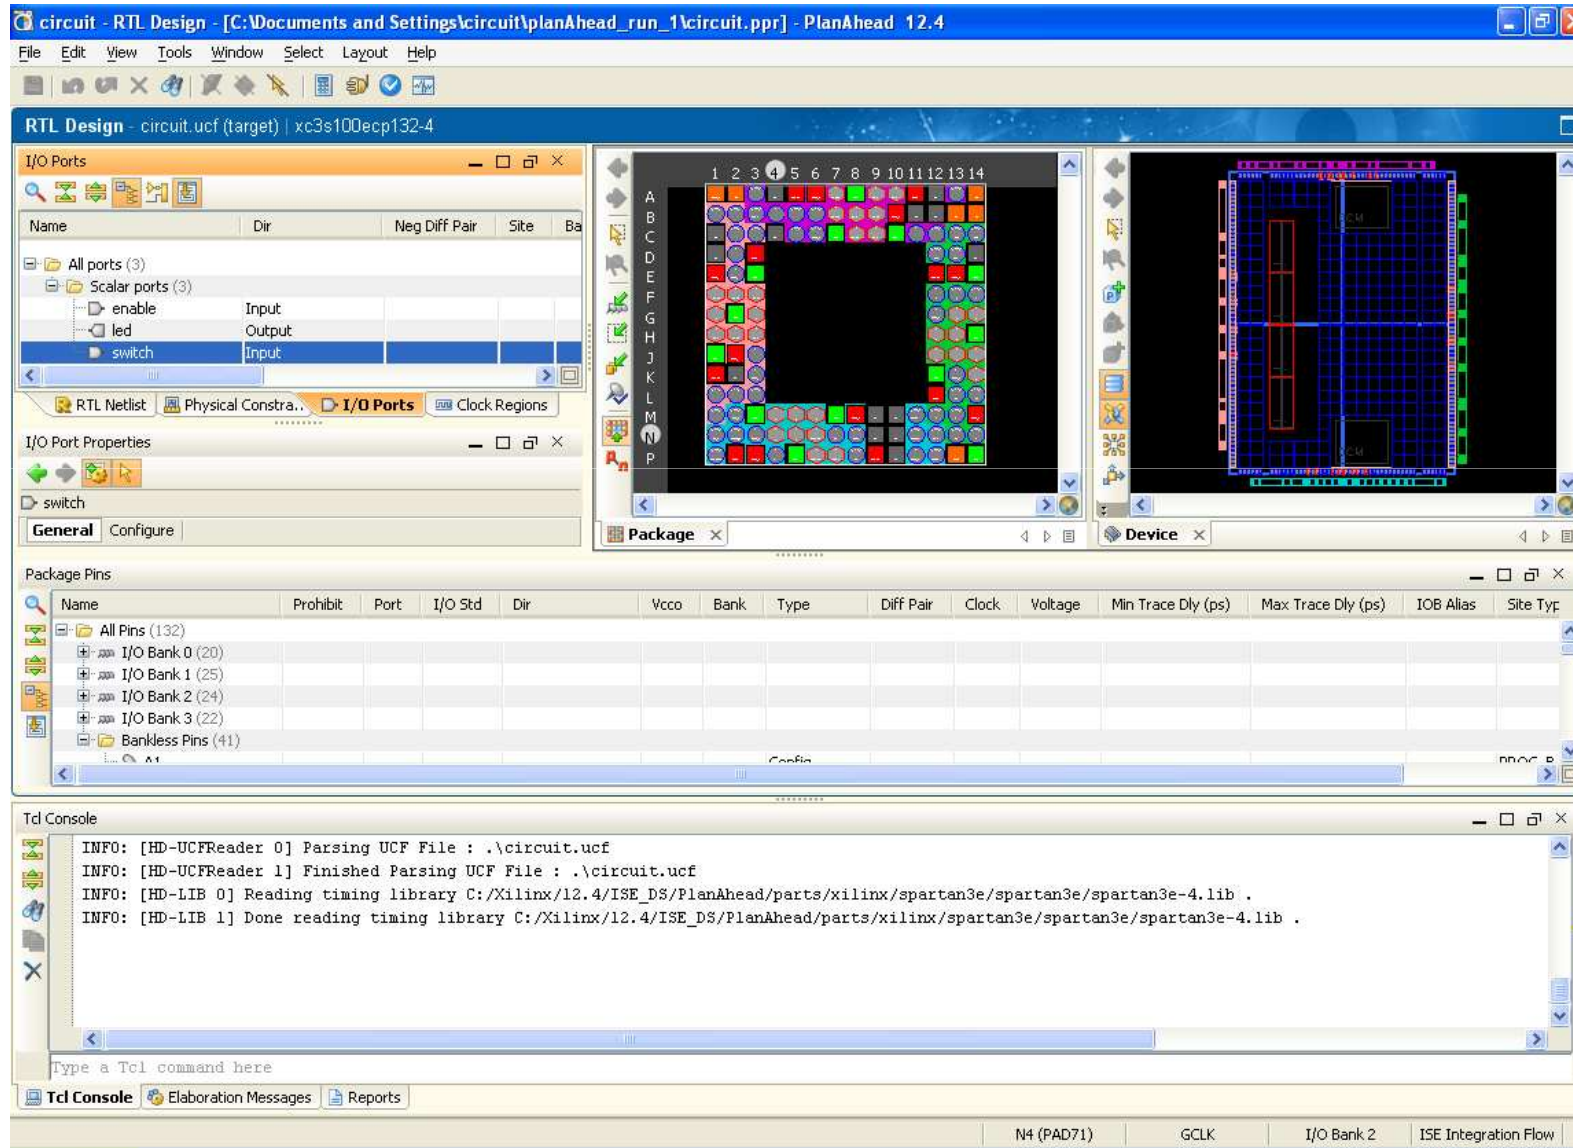 circuit - RTL Design - [C:\Documents and Settings\circuit\planAhead_run_1\circuit.ppr] - PlanAhead 12.4
File Edit View Tools Window Select Layout Help
RTL Design - circuit.ucf (target) | xc3s100ecp132-4
I/O Ports
Name Dir Neg Diff Pair Site Ba
All ports (3)
Scalar ports (3)
enable Input
led Output
switch Input
RTL Netlist Physical Constra.. I/O Ports Clock Regions
I/O Port Properties
switch
General Configure
1 2 3 4 5 6 7 8 9 10 11 12 13 14
A
B
C
D
E
F
G
H
J
K
L
M
N
P
Package
Device
Package Pins
Name Prohibit Port I/O Std Dir Vcco Bank Type Diff Pair Clock Voltage Min Trace Dly (ps) Max Trace Dly (ps) IOB Alias Site Typ
All Pins (132)
I/O Bank 0 (20)
I/O Bank 1 (25)
I/O Bank 2 (24)
I/O Bank 3 (22)
Bankless Pins (41)
A1 Config
Tcl Console
INFO: [HD-UCFReader 0] Parsing UCF File : .\circuit.ucf
INFO: [HD-UCFReader 1] Finished Parsing UCF File : .\circuit.ucf
INFO: [HD-LIB 0] Reading timing library C:/Xilinx/12.4/ISE_DS/PlanAhead/parts/xilinx/spartan3e/spartan3e/spartan3e-4.lib .
INFO: [HD-LIB 1] Done reading timing library C:/Xilinx/12.4/ISE_DS/PlanAhead/parts/xilinx/spartan3e/spartan3e/spartan3e-4.lib .
Type a Tcl command here
Tcl Console Elaboration Messages Reports
N4 (PAD71) GCLK I/O Bank 2 ISE Integration Flow